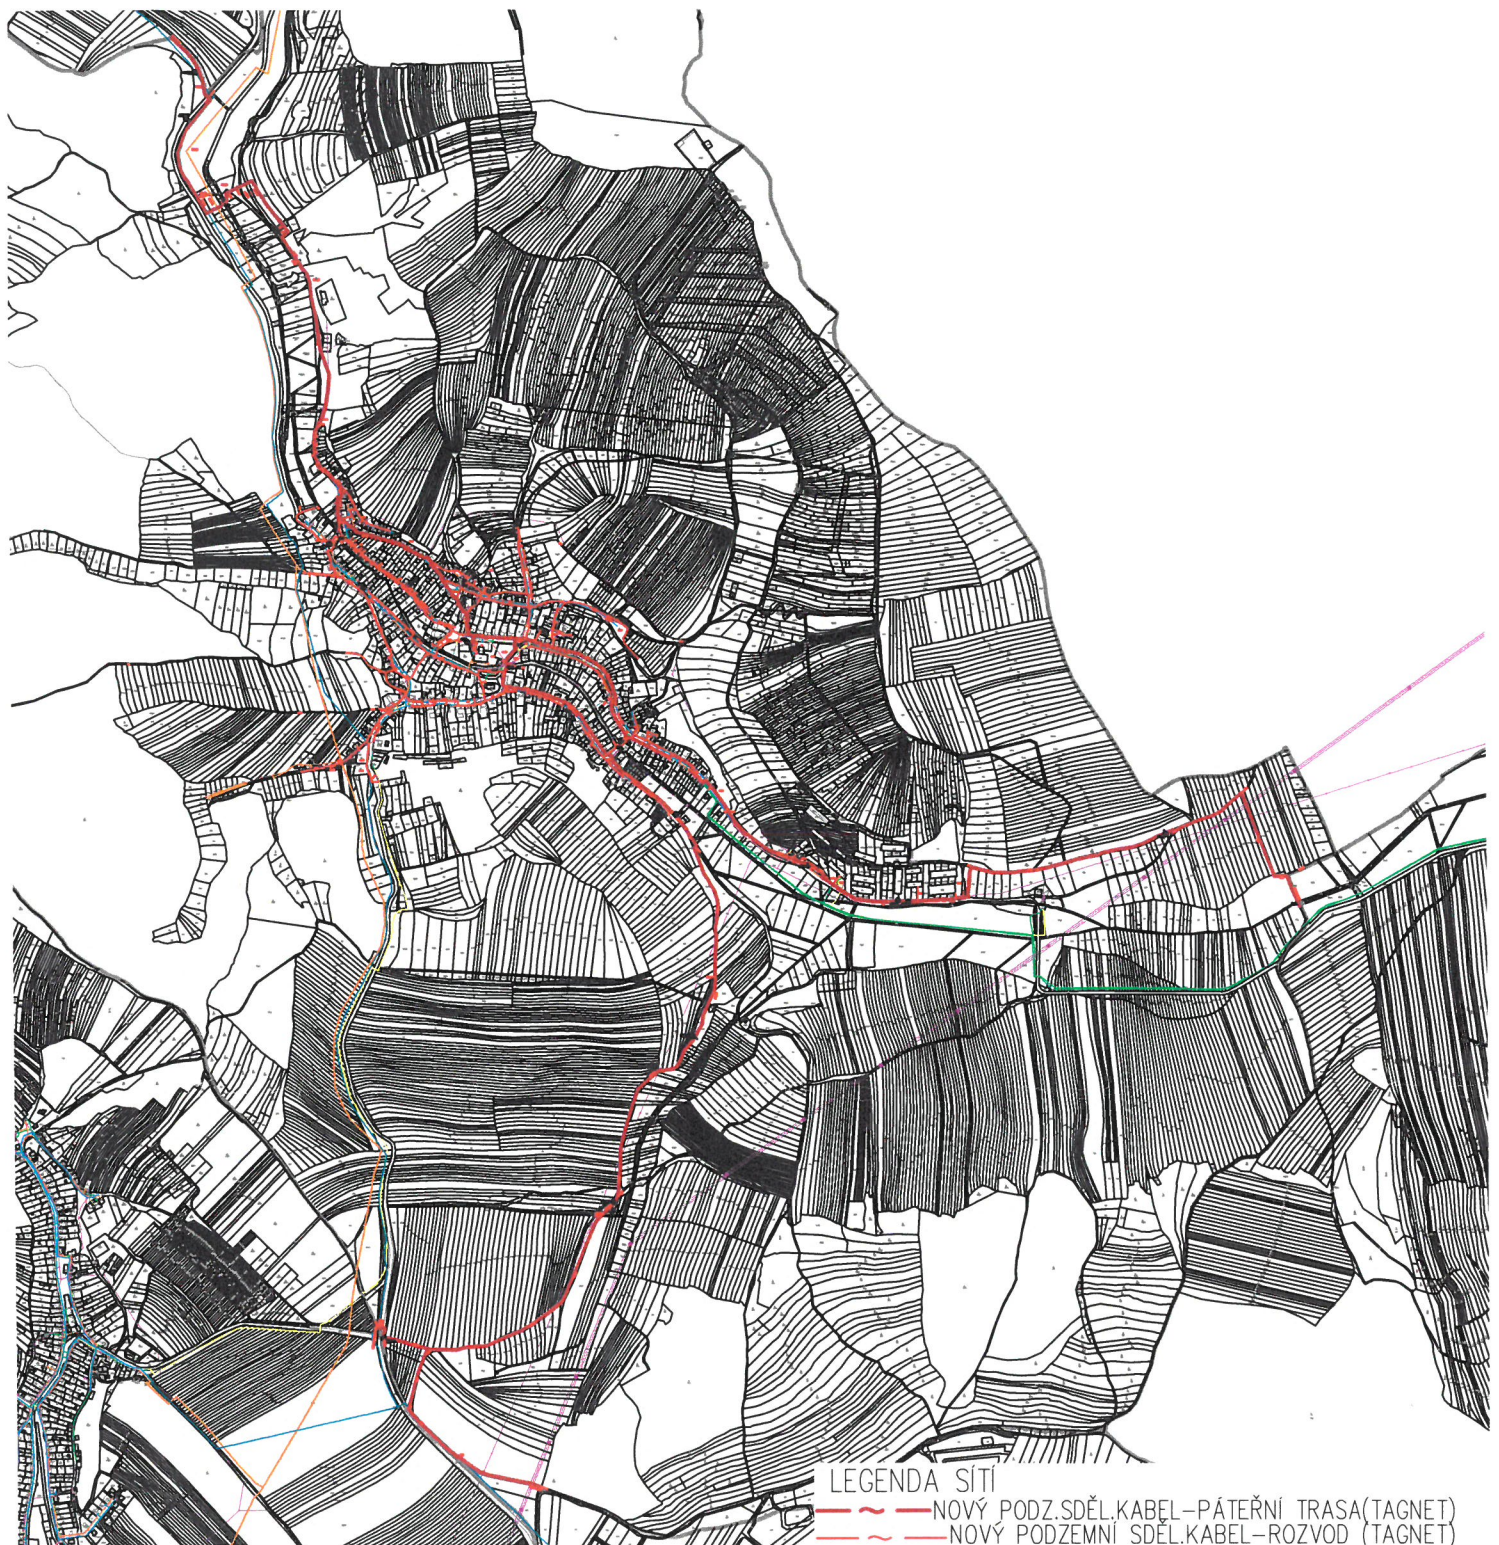 LEGENDA SÍTÍ
NOVÝ PODZ.SDĚL.KABEL-PÁTEŘNÍ TRASA(TAGNET)
NOVÝ PODZEMNÍ SDĚL.KABEL-ROZVOD (TAGNET)